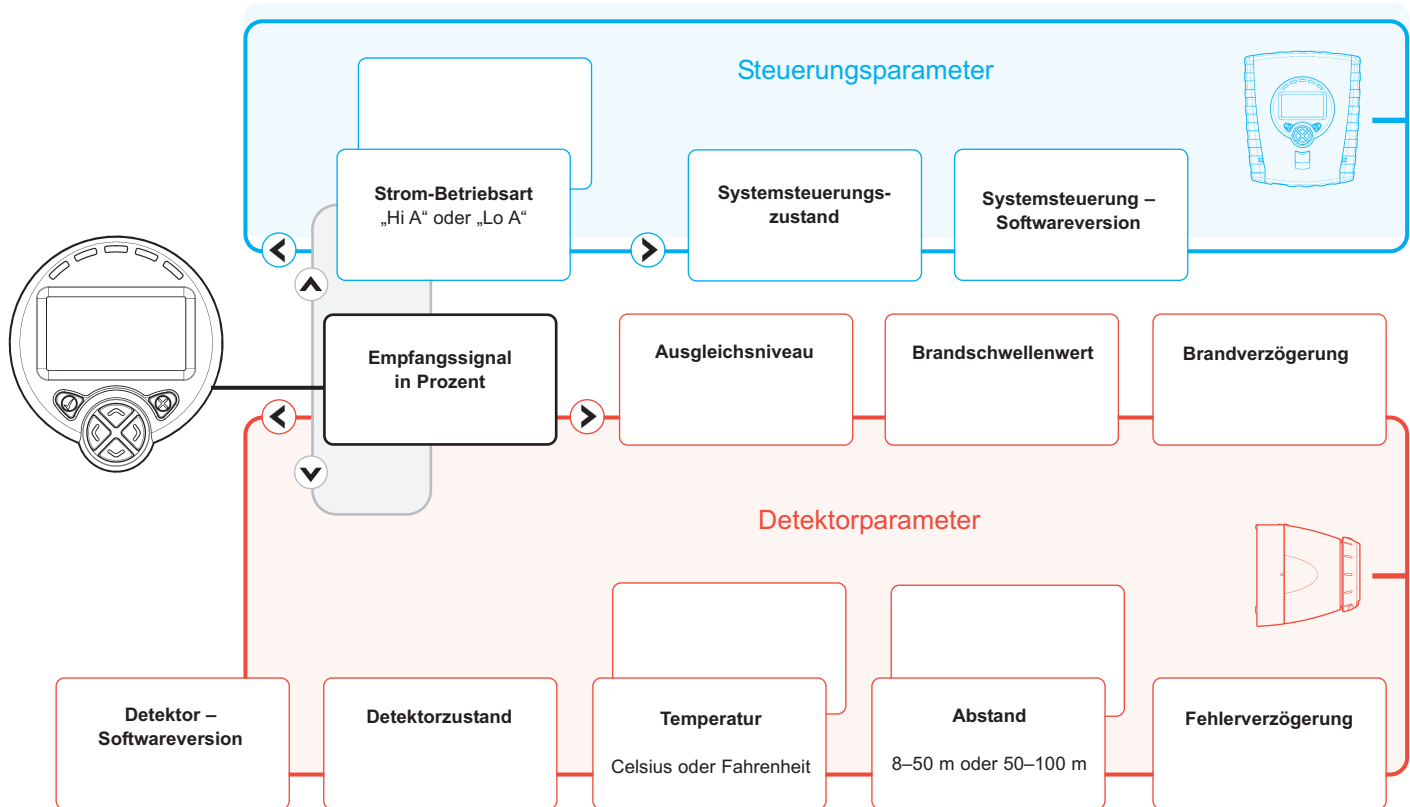 Steuerungsparameter
Strom-Betriebsart
„Hi A“ oder „Lo A“
Systemsteuerungs-
zustand
Systemsteuerung –
Softwareversion
Empfangssignal
in Prozent
Ausgleichsniveau
Brandschwellenwert
Brandverzögerung
Detektorparameter
Detektor –
Softwareversion
Detektorzustand
Temperatur
Celsius oder Fahrenheit
Abstand
8–50 m oder 50–100 m
Fehlerverzögerung